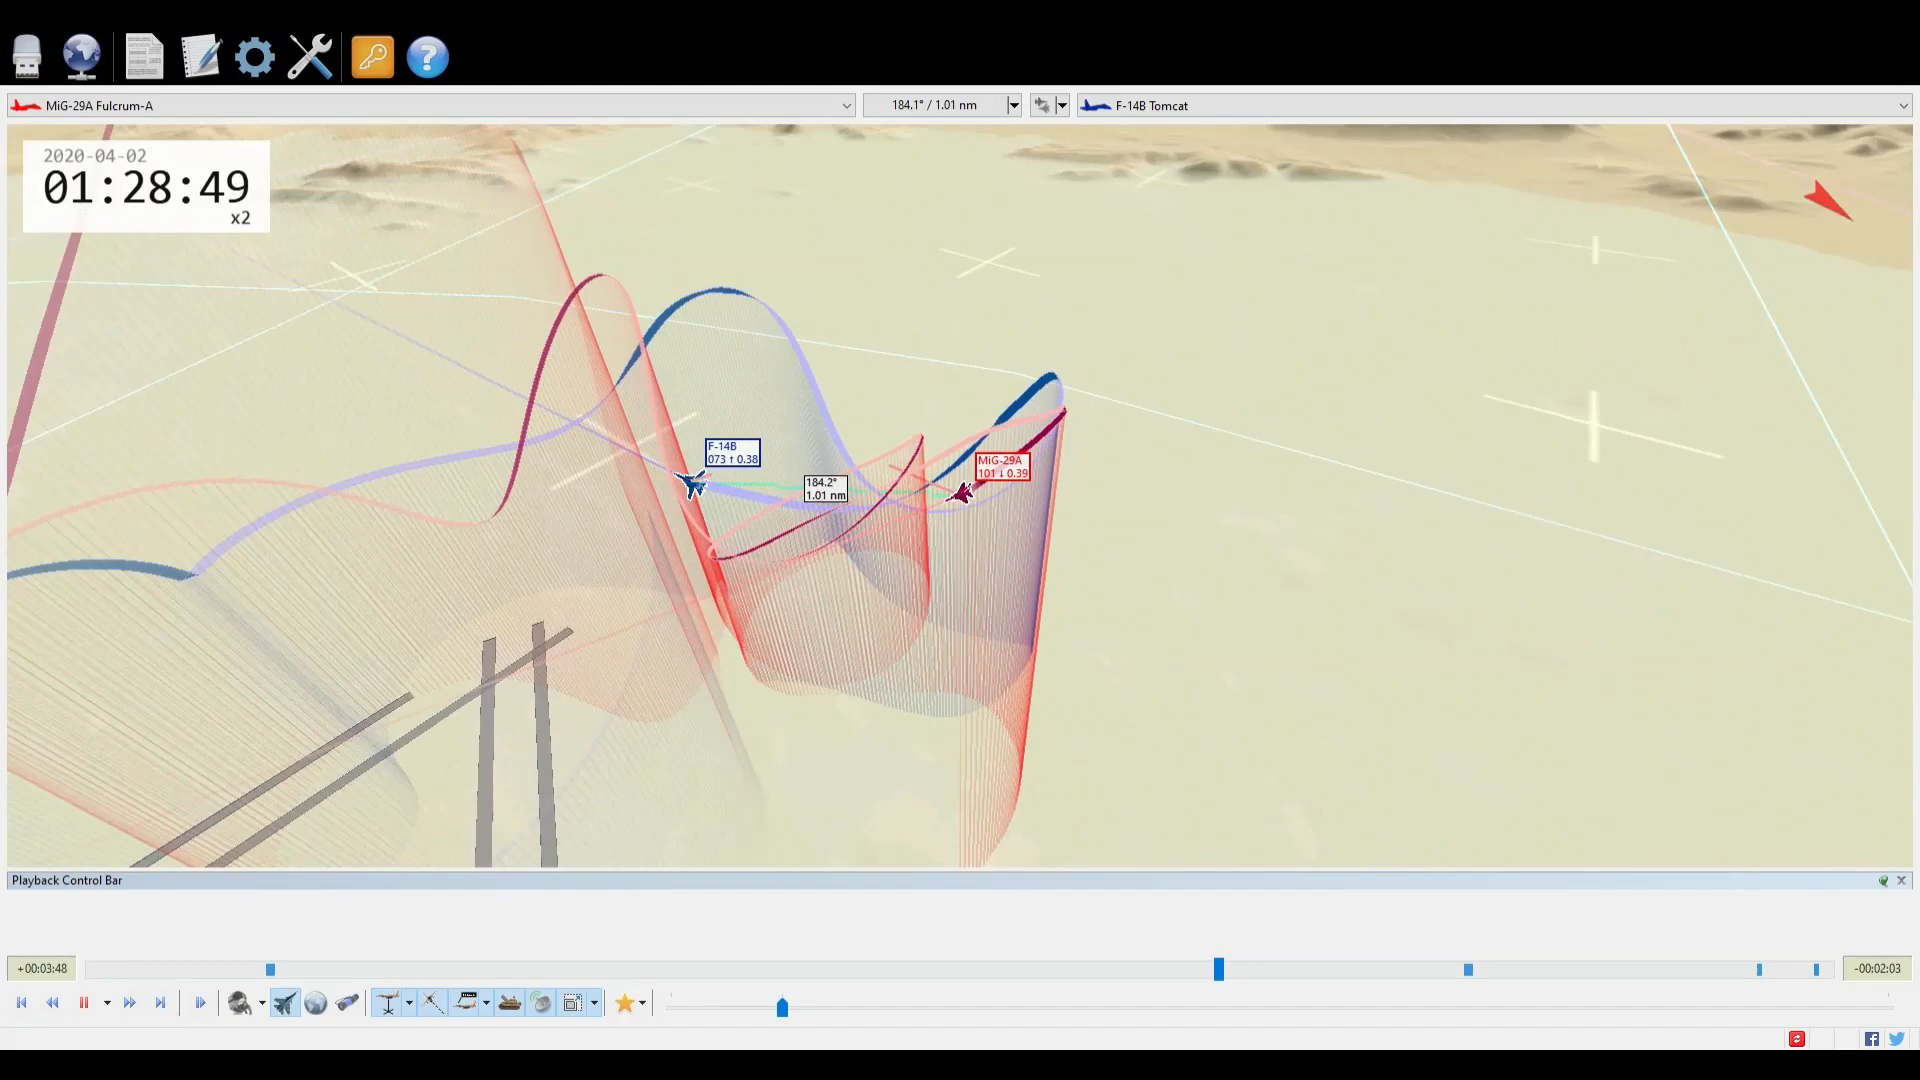 MiG-29A Fulcrum-A
184.1° / 1.01 nm
F-14B Tomcat
2020-04-02
01:28:49
x2
F-14B
073 ↑ 0.38
184.2°
1.01 nm
MiG-29A
101 ↓ 0.39
Playback Control Bar
+00:03:48
-00:02:03